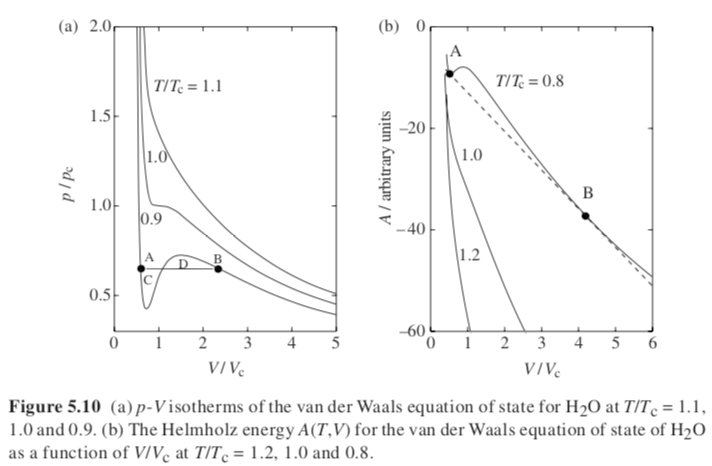 (a) 2.0
1.5
1.0
0.5
p/pc
T/Tc = 1.1
1.0
0.9
A
B
C
D
0 1 2 3 4 5
V/Vc
(b) 0
−20
−40
−60
A / arbitrary units
A
T/Tc = 0.8
1.0
B
1.2
0 1 2 3 4 5 6
V/Vc
Figure 5.10 (a) p-V isotherms of the van der Waals equation of state for H2O at T/Tc = 1.1,
1.0 and 0.9. (b) The Helmholz energy A(T,V) for the van der Waals equation of state of H2O
as a function of V/Vc at T/Tc = 1.2, 1.0 and 0.8.